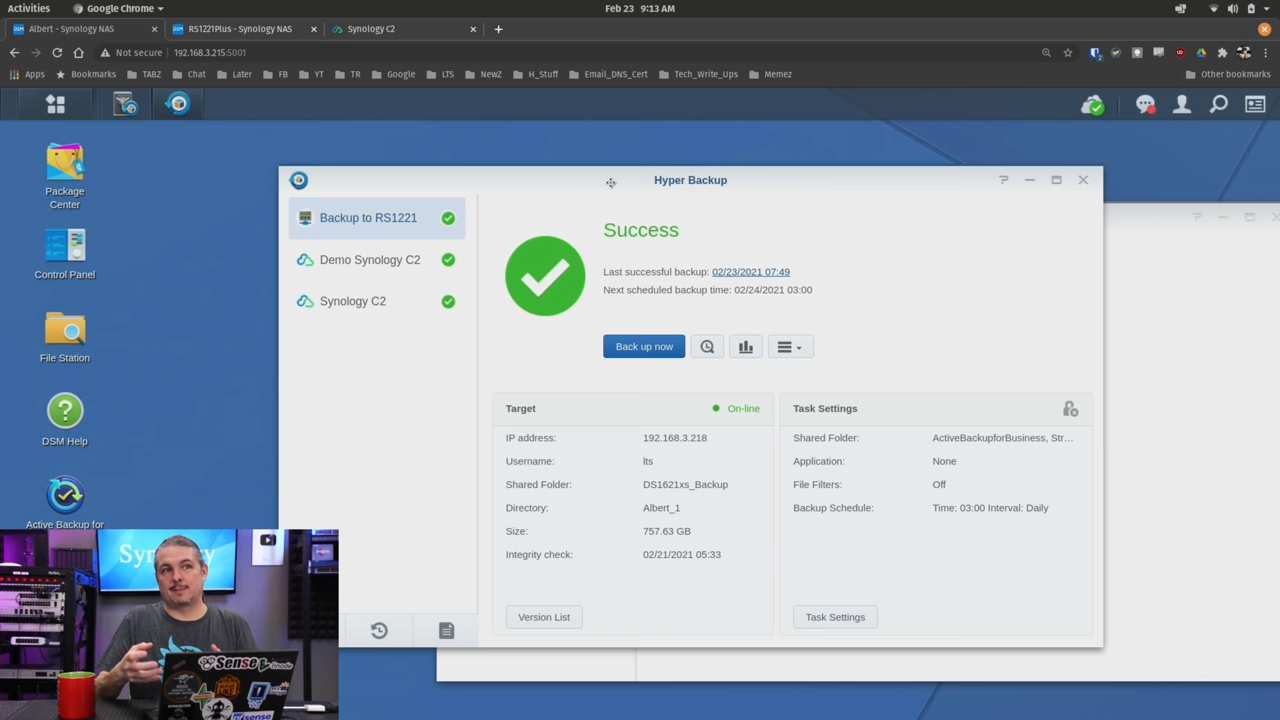 Activities
Google Chrome
Feb 23 9:13 AM
Albert - Synology NAS
RS1221Plus - Synology NAS
Synology C2
Not secure
192.168.3.215:5001
Apps
Bookmarks
TABZ
Chat
Later
FB
YT
TR
Google
LTS
NewZ
H_Stuff
Email_DNS_Cert
Tech_Write_Ups
Memez
Other bookmarks
Package
Center
Control Panel
File Station
DSM Help
Active Backup for
Hyper Backup
Backup to RS1221
Demo Synology C2
Synology C2
Success
Last successful backup: 02/23/2021 07:49
Next scheduled backup time: 02/24/2021 03:00
Back up now
Target
On-line
IP address: 192.168.3.218
Username: lts
Shared Folder: DS1621xs_Backup
Directory: Albert_1
Size: 757.63 GB
Integrity check: 02/21/2021 05:33
Version List
Task Settings
Shared Folder: ActiveBackupforBusiness, Str...
Application: None
File Filters: Off
Backup Schedule: Time: 03:00 Interval: Daily
Task Settings
Synology
Sense
linode